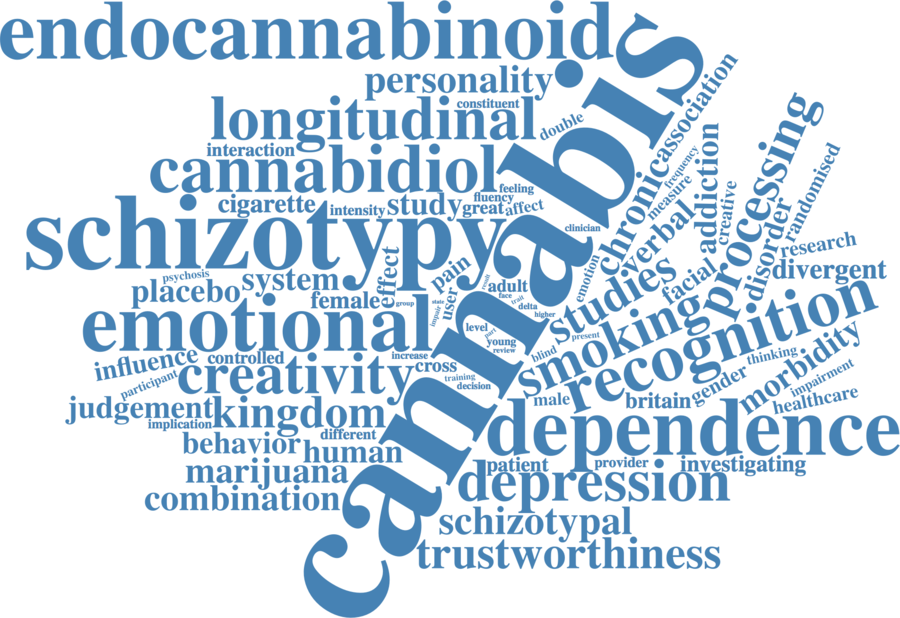 endocannabinoid
cannabis
personality
constituent
longitudinal
double
interaction
cannabidiol
feeling
fluency
cigarette
intensity
study
great
affect
schizotypy
clinician
chronic
association
frequency
measure
verbal
addiction
creative
processing
randomised
disorder
research
divergent
emotion
studies
facial
psychosis
system
placebo
effect
pain
female
group
state
impair
user
result
adult
face
trait
delta
higher
emotional
level
part
young
review
blind
present
smoking
recognition
influence
controlled
increase
cross
participant
creativity
training
decision
thinking
morbidity
impairment
healthcare
gender
male
britain
judgement
kingdom
implication
different
behavior
human
dependence
marijuana
patient
provider
investigating
depression
combination
schizotypal
trustworthiness